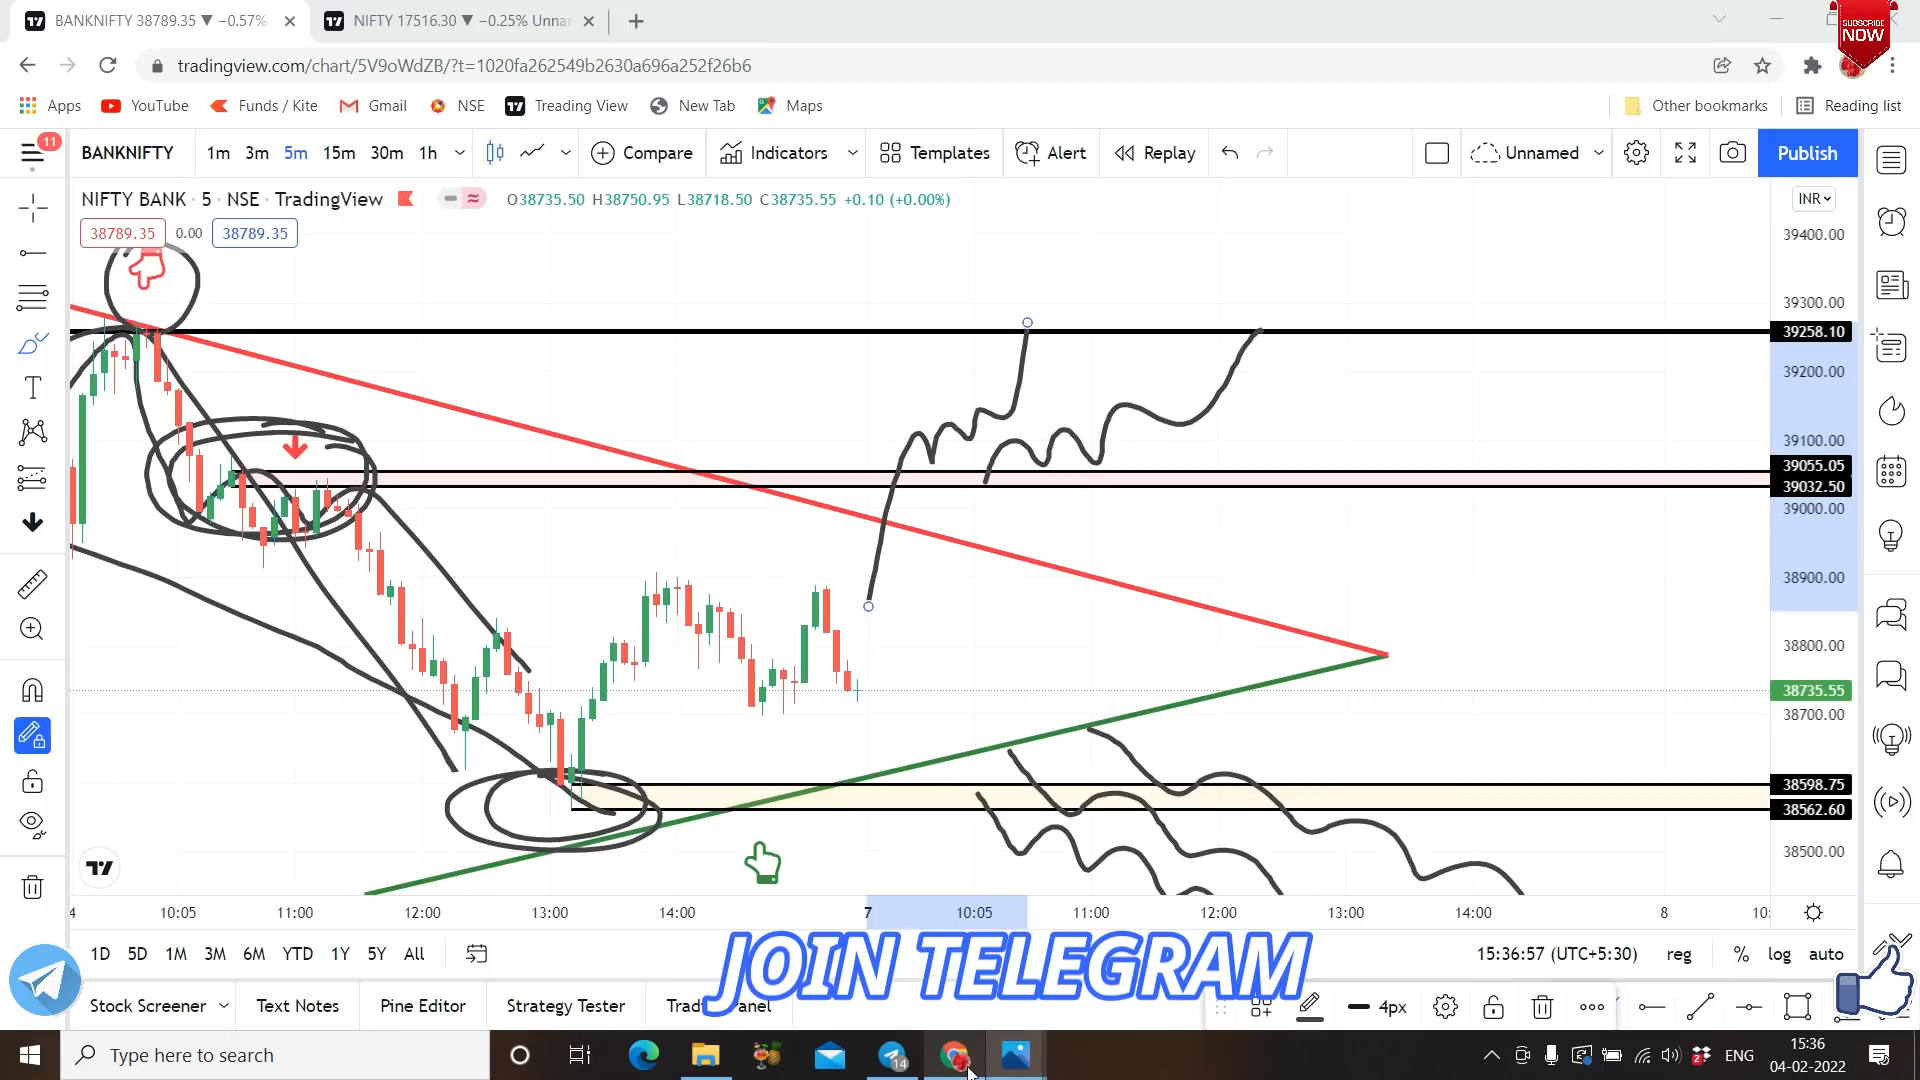 BANKNIFTY 38789.35 ▼ −0.57%
NIFTY 17516.30 ▼ −0.25% Unna
SUBSCRIBE
NOW
tradingview.com/chart/5V9oWdZB/?t=1020fa262549b2630a696a252f26b6
Apps YouTube Funds / Kite Gmail NSE Treading View New Tab Maps Other bookmarks Reading list
11
BANKNIFTY 1m 3m 5m 15m 30m 1h Compare Indicators Templates Alert Replay Unnamed Publish
NIFTY BANK · 5 · NSE · TradingView O38735.50 H38750.95 L38718.50 C38735.55 +0.10 (+0.00%)
INR
38789.35 0.00 38789.35
39400.00
39300.00
39258.10
39200.00
39100.00
39055.05
39032.50
39000.00
38900.00
38800.00
38735.55
38700.00
38598.75
38562.60
38500.00
4 10:05 11:00 12:00 13:00 14:00 7 10:05 11:00 12:00 13:00 14:00 8 10:
1D 5D 1M 3M 6M YTD 1Y 5Y All 15:36:57 (UTC+5:30) reg % log auto
JOIN TELEGRAM
Stock Screener Text Notes Pine Editor Strategy Tester Trad anel 4px
Type here to search 14 2 ENG 15:36
04-02-2022